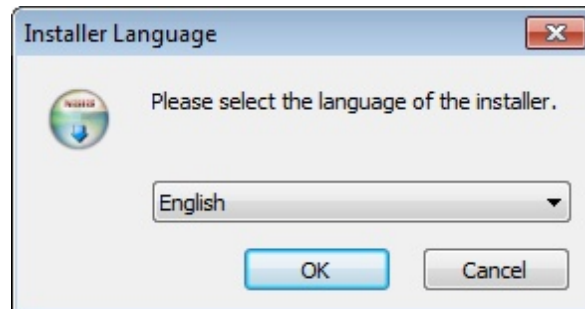 Installer Language
Please select the language of the installer.
English
OK
Cancel